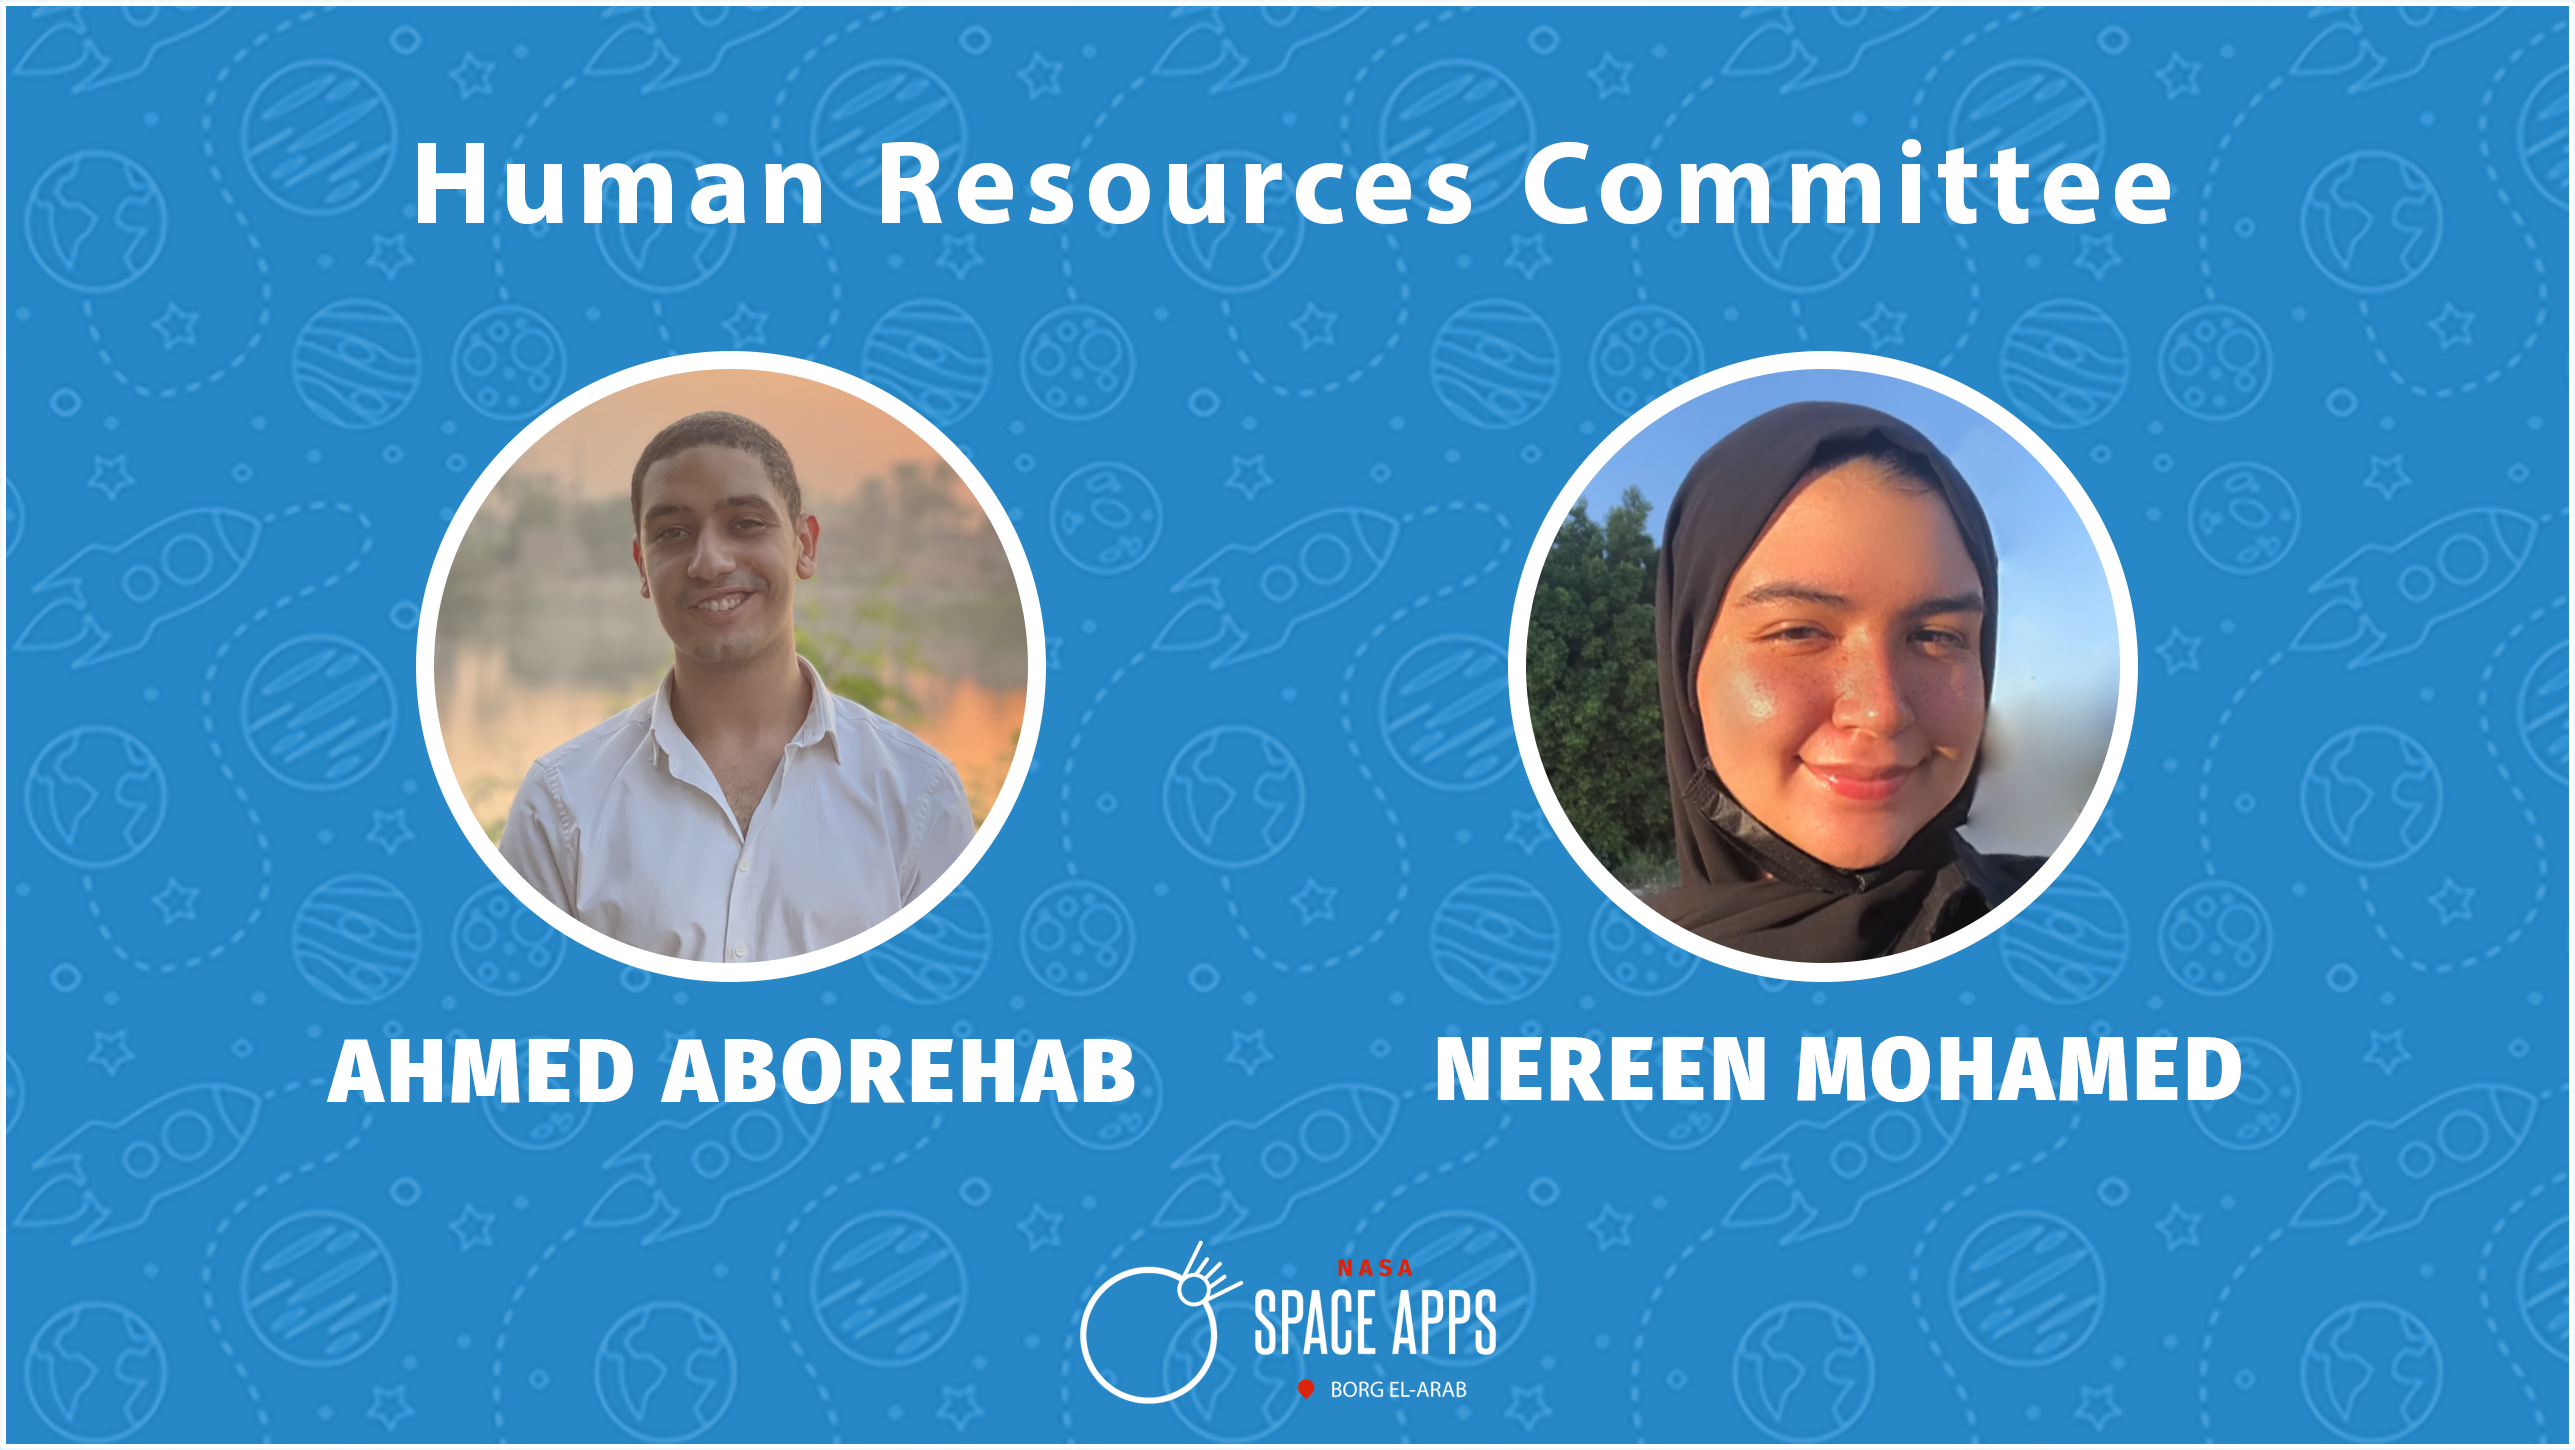 Human Resources Committee
AHMED ABOREHAB
NEREEN MOHAMED
NASA
SPACE APPS
BORG EL-ARAB